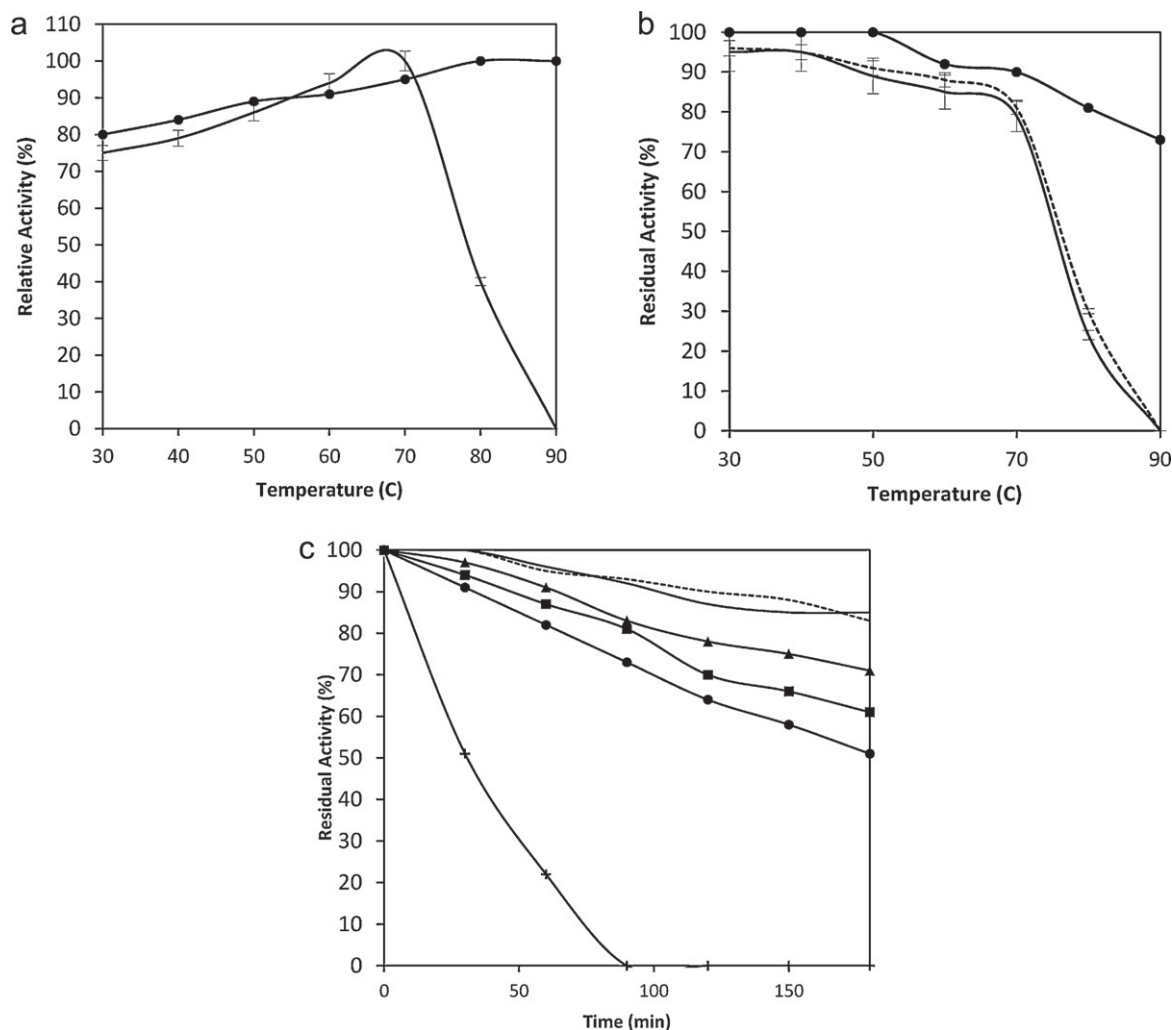 a
110
100
90
80
70
60
50
40
30
20
10
0
Relative Activity (%)
30 40 50 60 70 80 90
Temperature (C)
b
100
90
80
70
60
50
40
30
20
10
0
Residual Activity (%)
30 50 70 90
Temperature (C)
c
100
90
80
70
60
50
40
30
20
10
0
Residual Activity (%)
0 50 100 150
Time (min)